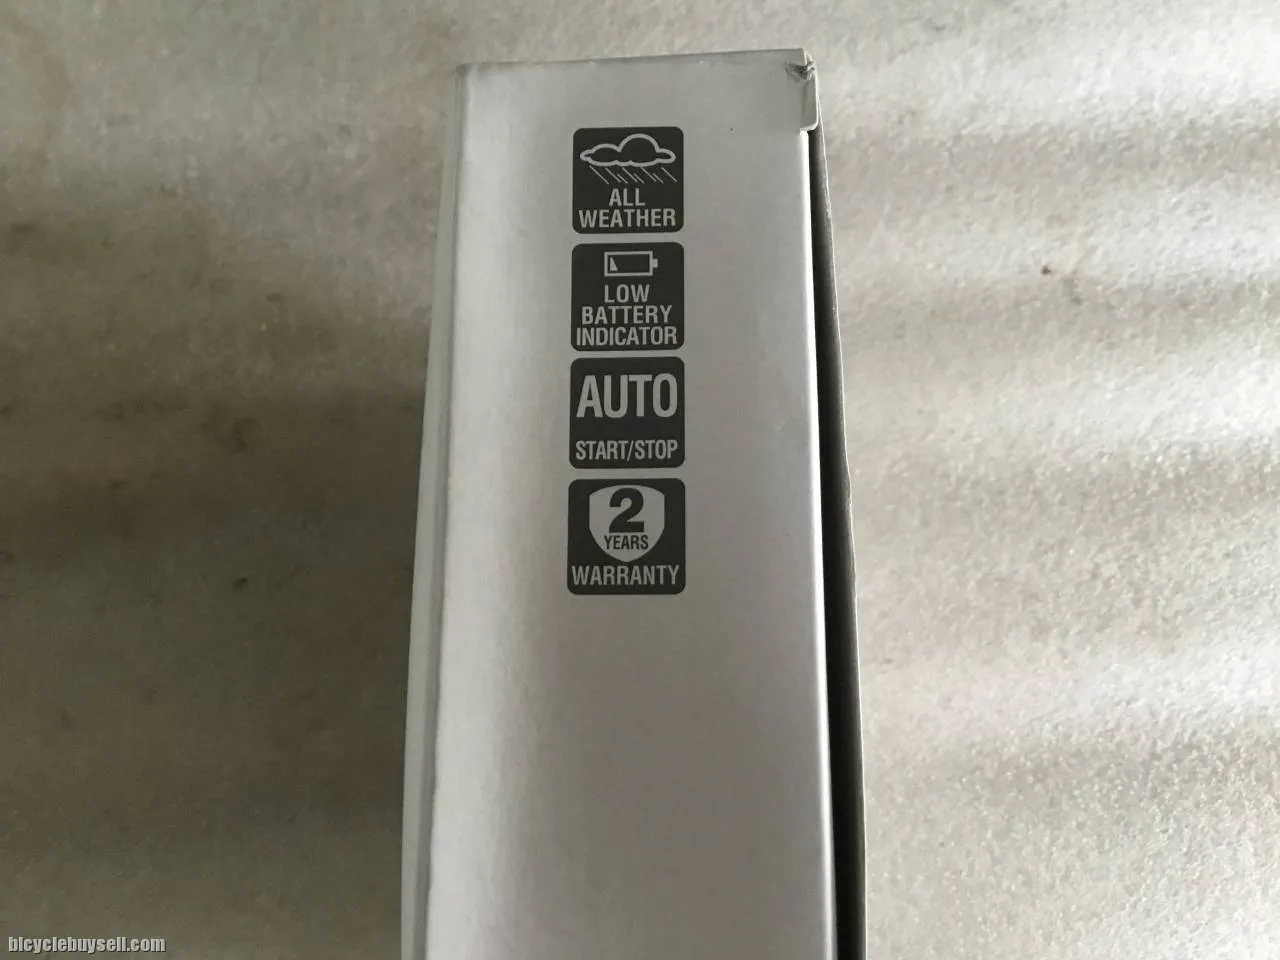 ALL
WEATHER
LOW
BATTERY
INDICATOR
AUTO
START/STOP
2
YEARS
WARRANTY
bicyclebuysell.com